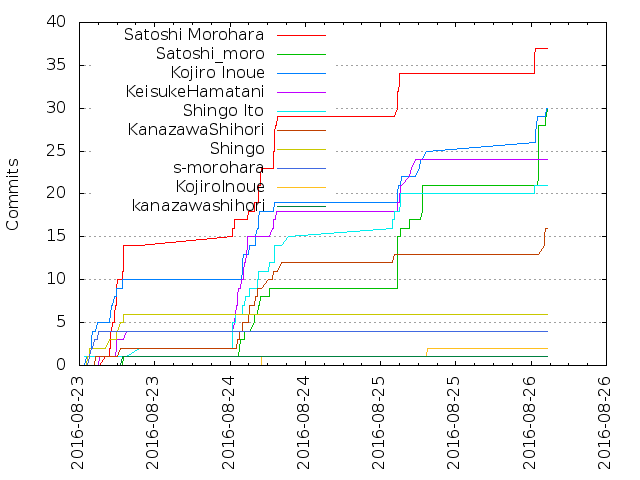 40
35
30
25
20
15
10
5
0
Commits
Satoshi Morohara
Satoshi_moro
Kojiro Inoue
KeisukeHamatani
Shingo Ito
KanazawaShihori
Shingo
s-morohara
KojiroInoue
kanazawashihori
2016-08-23
2016-08-23
2016-08-24
2016-08-24
2016-08-25
2016-08-25
2016-08-26
2016-08-26